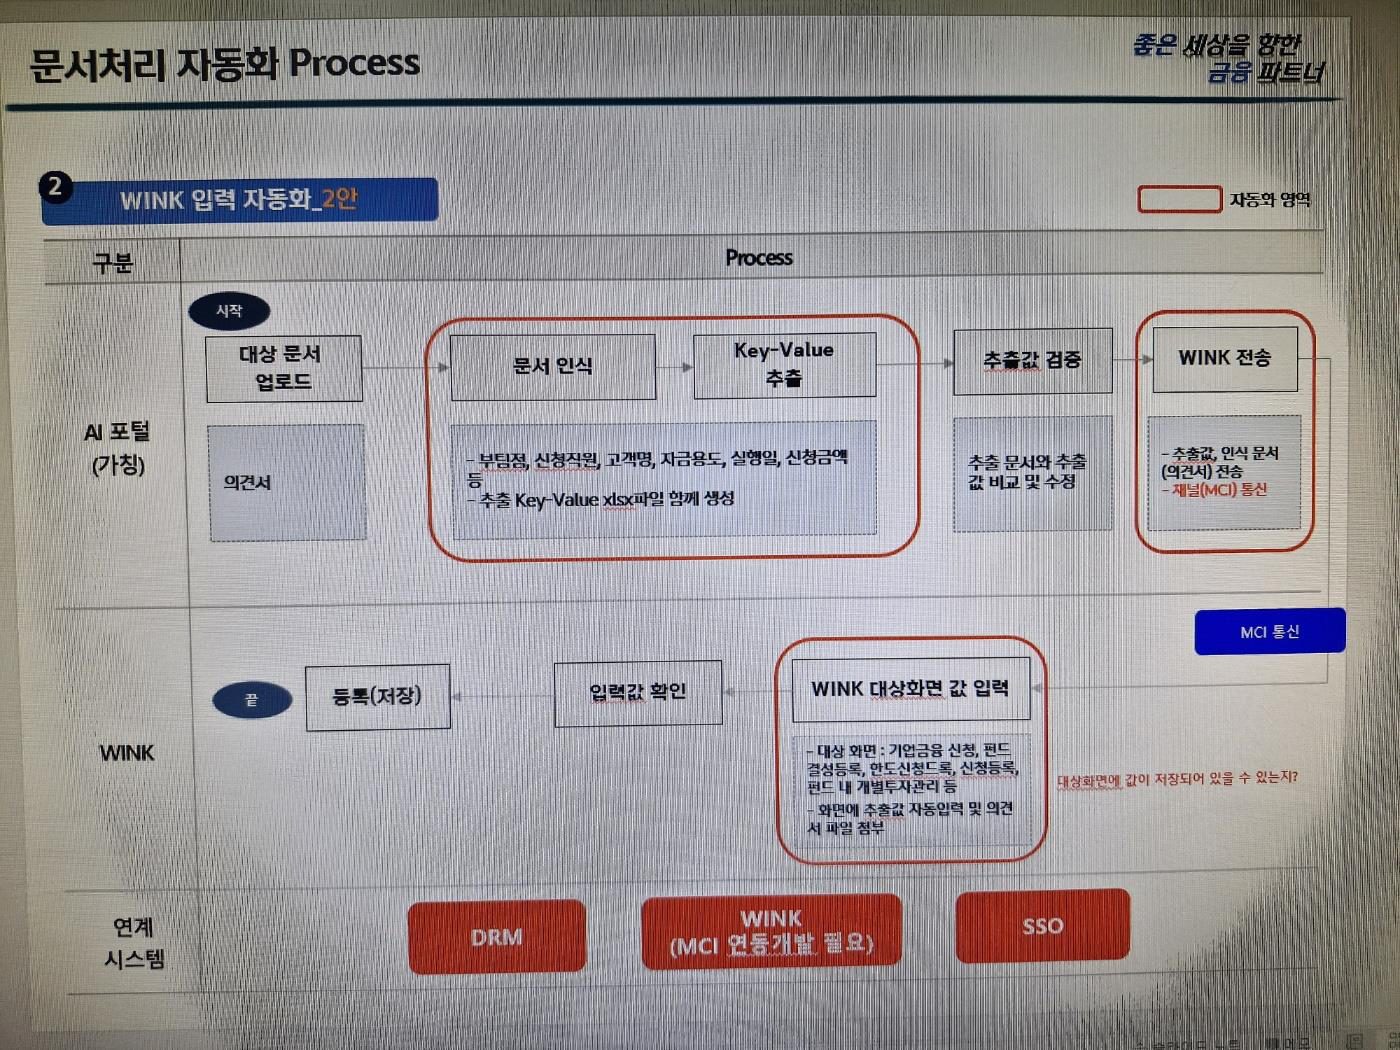 문서처리 자동화 Process
좋은 세상을 향한
금융 파트너
2
WINK 입력 자동화_2안
자동화 영역
구분
Process
시작
대상 문서
업로드
문서 인식
Key-Value
추출
추출값 검증
WINK 전송
AI 포털
(가칭)
의견서
- 부팀점, 신청직원, 고객명, 자금용도, 실행일, 신청금액
등
- 추출 Key-Value xlsx파일 함께 생성
추출 문서와 추출
값 비교 및 수정
- 추출값, 인식 문서
(의견서) 전송
- 채널(MCI) 통신
MCI 통신
WINK
끝
등록(저장)
입력값 확인
WINK 대상화면 값 입력
- 대상 화면 : 기업금융 신청, 펀드
결성등록, 한도신청드록, 신청등록,
펀드 내 개별투자관리 등
- 화면에 추출값 자동입력 및 의견
서 파일 첨부
대상화면에 값이 저장되어 있을 수 있는지?
연계
시스템
DRM
WINK
(MCI 연동개발 필요)
SSO
메모